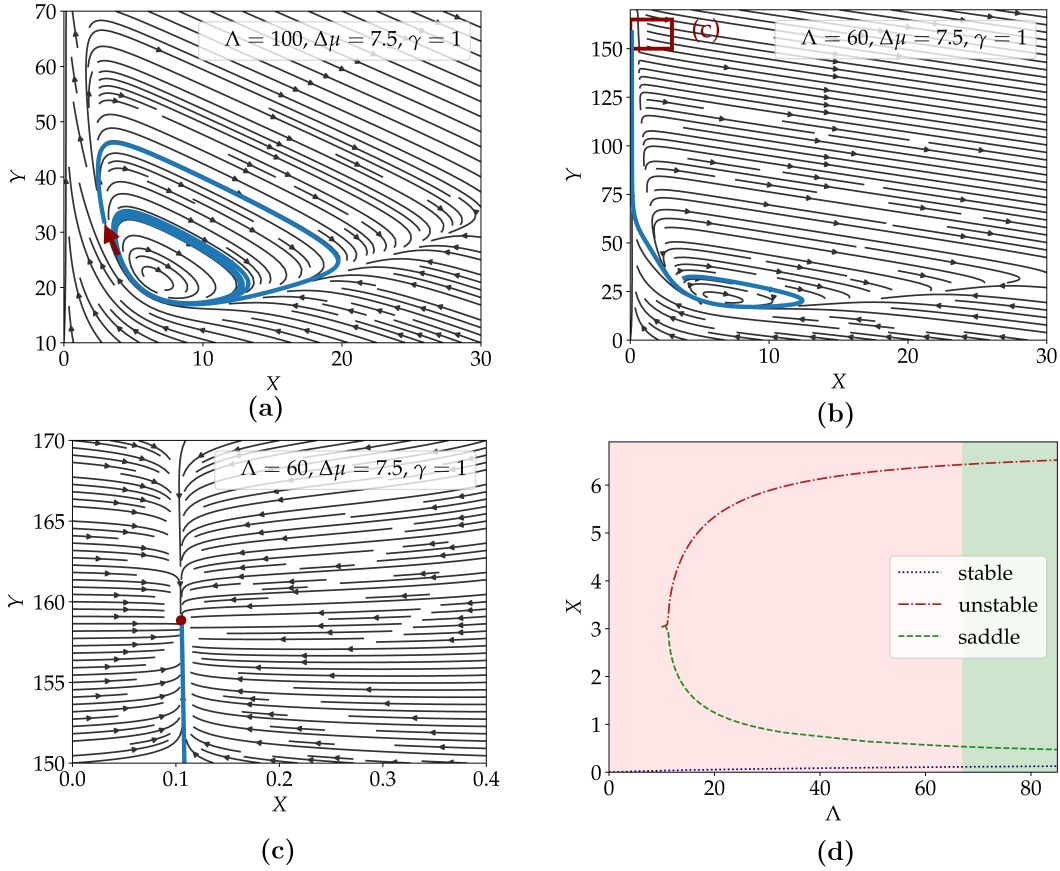 Λ = 100, Δμ = 7.5, γ = 1
70
60
50
40
30
20
10
Y
0
10
20
30
X
(a)
(c)
Λ = 60, Δμ = 7.5, γ = 1
150
125
100
75
50
25
0
Y
0
10
20
30
X
(b)
Λ = 60, Δμ = 7.5, γ = 1
170
165
160
155
150
Y
0.0
0.1
0.2
0.3
0.4
X
(c)
6
5
4
3
2
1
0
X
stable
unstable
saddle
0
20
40
60
80
Λ
(d)